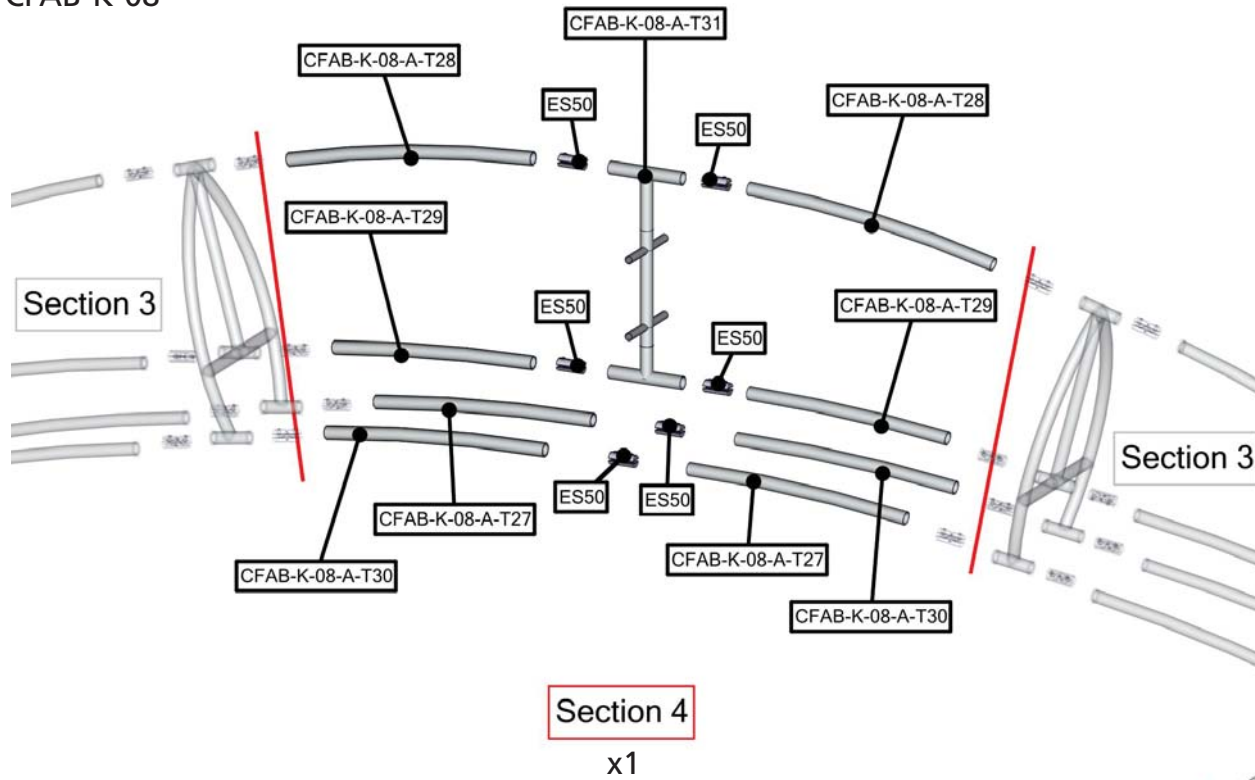 CFAB-K-08
CFAB-K-08-A-T31
CFAB-K-08-A-T28
ES50
ES50
CFAB-K-08-A-T28
CFAB-K-08-A-T29
Section 3
ES50
ES50
CFAB-K-08-A-T29
Section 3
ES50
ES50
CFAB-K-08-A-T27
CFAB-K-08-A-T27
CFAB-K-08-A-T30
CFAB-K-08-A-T30
Section 4
x1